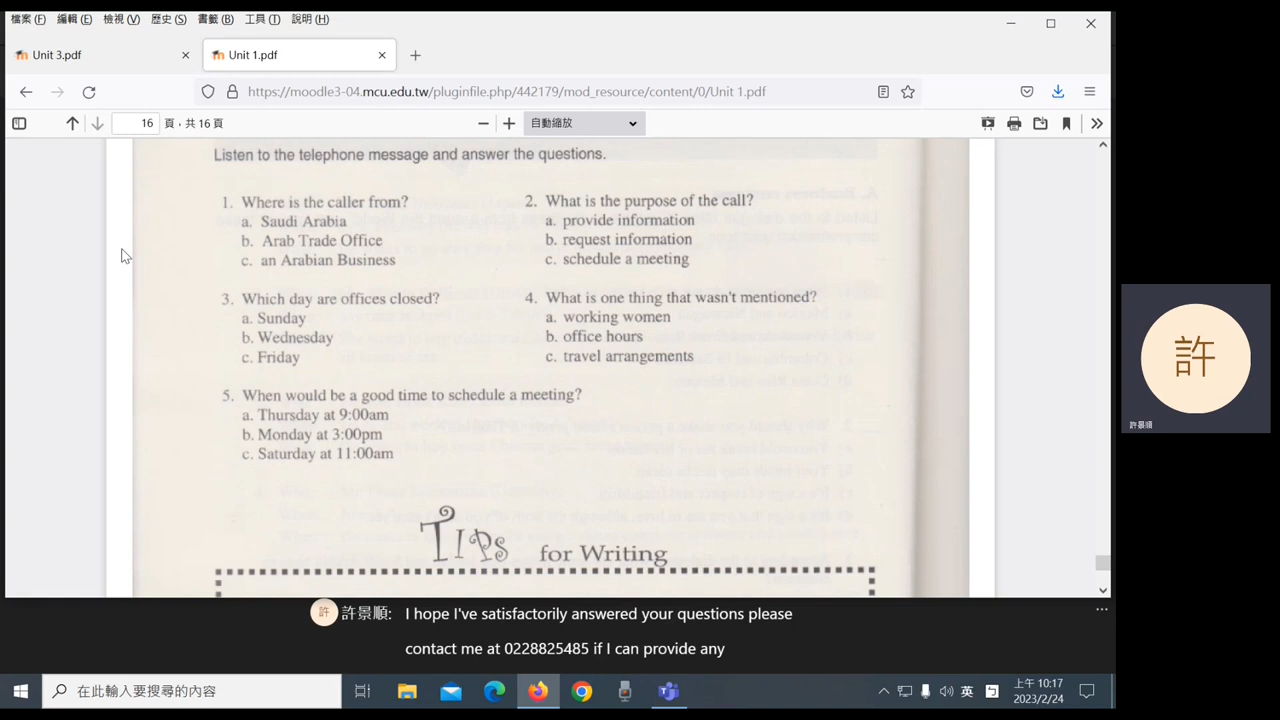 檔案(F) 編輯(E) 檢視(V) 歷史(S) 書籤(B) 工具(T) 說明(H)
Unit 3.pdf
Unit 1.pdf
https://moodle3-04.mcu.edu.tw/pluginfile.php/442179/mod_resource/content/0/Unit 1.pdf
16 頁，共 16 頁
自動縮放
Listen to the telephone message and answer the questions.
1. Where is the caller from?
a. Saudi Arabia
b. Arab Trade Office
c. an Arabian Business
2. What is the purpose of the call?
a. provide information
b. request information
c. schedule a meeting
3. Which day are offices closed?
a. Sunday
b. Wednesday
c. Friday
4. What is one thing that wasn't mentioned?
a. working women
b. office hours
c. travel arrangements
5. When would be a good time to schedule a meeting?
a. Thursday at 9:00am
b. Monday at 3:00pm
c. Saturday at 11:00am
TIPs for Writing
許
許景順
許 許景順: I hope I've satisfactorily answered your questions please
contact me at 0228825485 if I can provide any
在此輸入要搜尋的內容
英
上午 10:17
2023/2/24